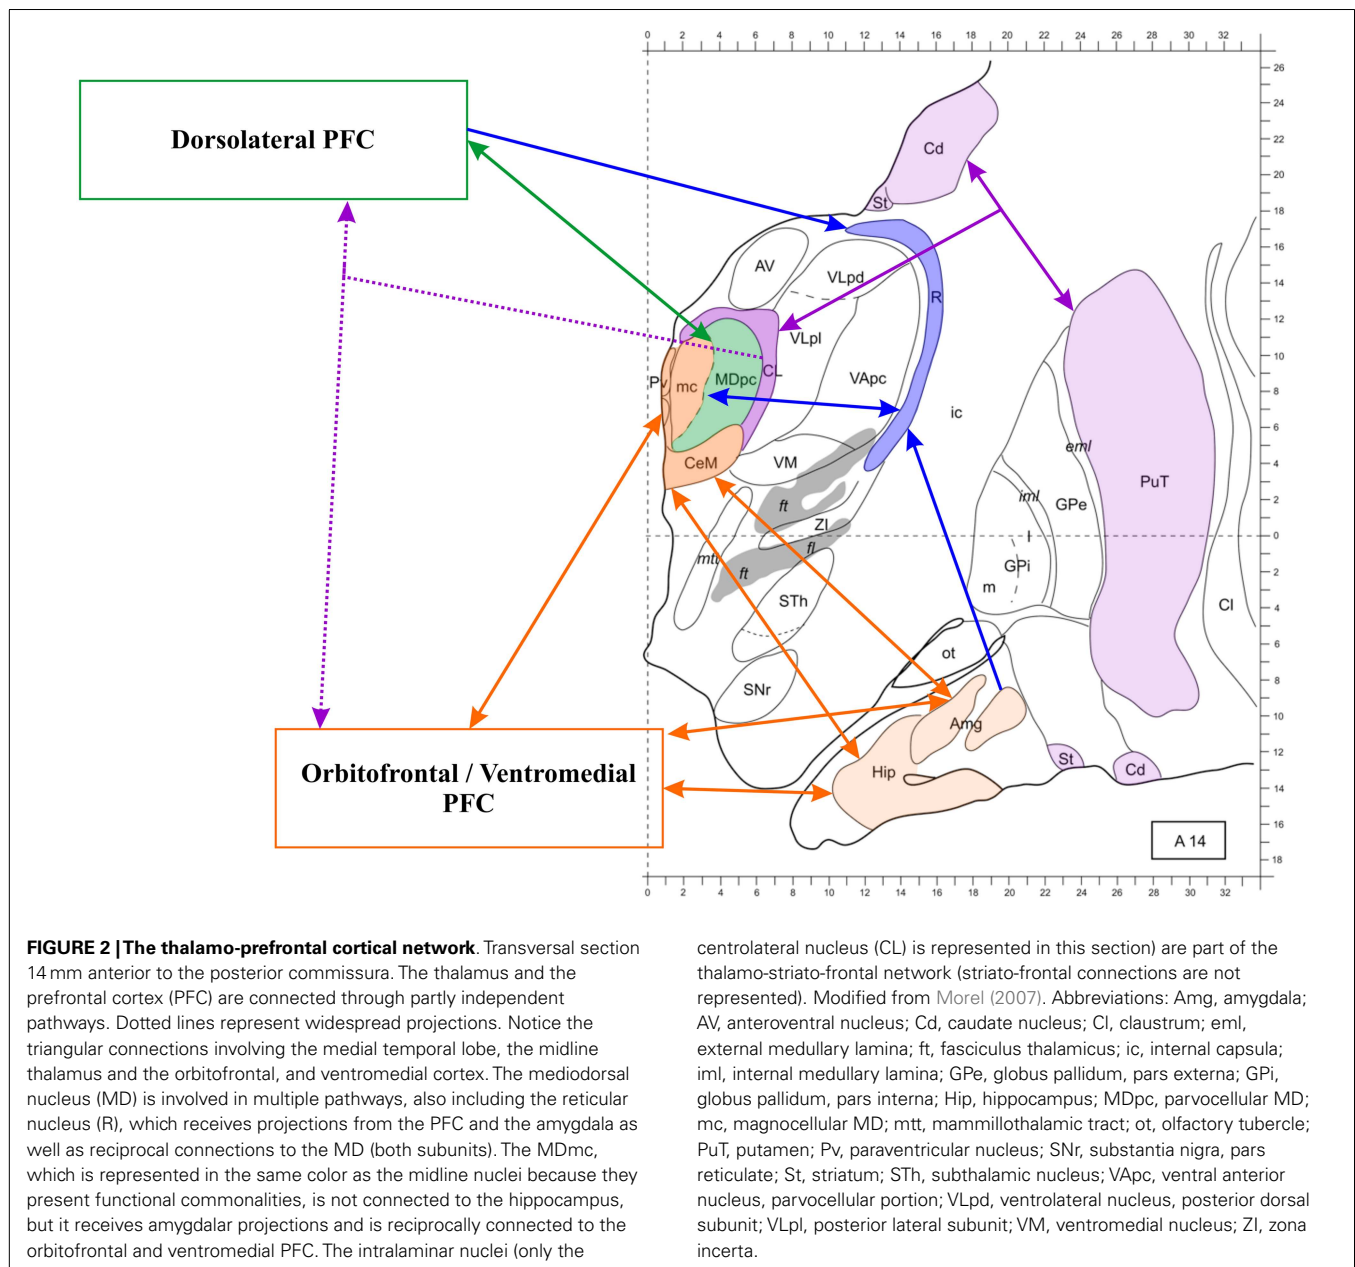 0 2 4 6 8 10 12 14 16 18 20 22 24 26 28 30 32
26
24
Dorsolateral PFC
Cd
22
20
St
18
16
AV
VLpd
14
R
12
VLpl
10
Pv
mc
MDpc
CL
VApc
8
ic
6
eml
CeM
VM
4
PuT
iml
GPe
2
ft
ZI
l
0
fl
mtt
ft
GPi
2
m
STh
4
Cl
6
ot
SNr
8
10
Amg
12
St
Cd
Orbitofrontal / Ventromedial
PFC
Hip
14
16
A 14
18
0 2 4 6 8 10 12 14 16 18 20 22 24 26 28 30 32
FIGURE 2 | The thalamo-prefrontal cortical network. Transversal section
14 mm anterior to the posterior commissura. The thalamus and the
prefrontal cortex (PFC) are connected through partly independent
pathways. Dotted lines represent widespread projections. Notice the
triangular connections involving the medial temporal lobe, the midline
thalamus and the orbitofrontal, and ventromedial cortex. The mediodorsal
nucleus (MD) is involved in multiple pathways, also including the reticular
nucleus (R), which receives projections from the PFC and the amygdala as
well as reciprocal connections to the MD (both subunits). The MDmc,
which is represented in the same color as the midline nuclei because they
present functional commonalities, is not connected to the hippocampus,
but it receives amygdalar projections and is reciprocally connected to the
orbitofrontal and ventromedial PFC. The intralaminar nuclei (only the
centrolateral nucleus (CL) is represented in this section) are part of the
thalamo-striato-frontal network (striato-frontal connections are not
represented). Modified from Morel (2007). Abbreviations: Amg, amygdala;
AV, anteroventral nucleus; Cd, caudate nucleus; Cl, claustrum; eml,
external medullary lamina; ft, fasciculus thalamicus; ic, internal capsula;
iml, internal medullary lamina; GPe, globus pallidum, pars externa; GPi,
globus pallidum, pars interna; Hip, hippocampus; MDpc, parvocellular MD;
mc, magnocellular MD; mtt, mammillothalamic tract; ot, olfactory tubercle;
PuT, putamen; Pv, paraventricular nucleus; SNr, substantia nigra, pars
reticulate; St, striatum; STh, subthalamic nucleus; VApc, ventral anterior
nucleus, parvocellular portion; VLpd, ventrolateral nucleus, posterior dorsal
subunit; VLpl, posterior lateral subunit; VM, ventromedial nucleus; ZI, zona
incerta.